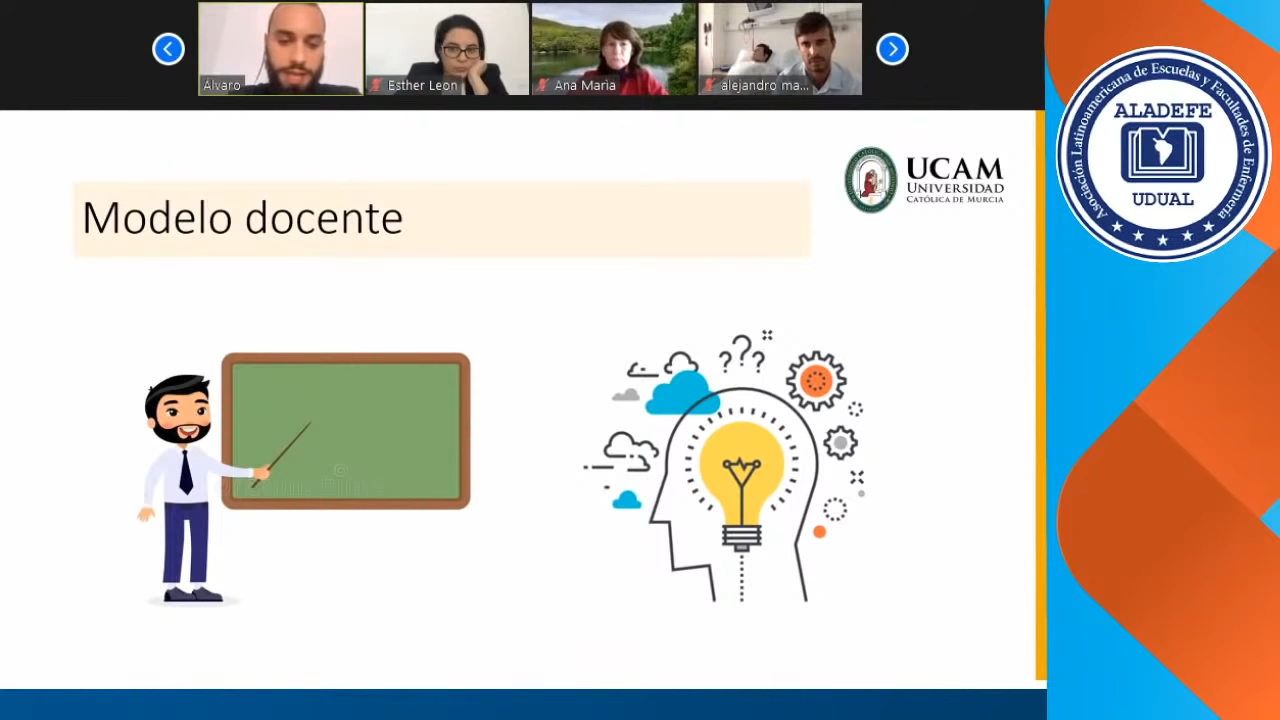 Alvaro
Esther Leon
Ana Maria
alejandro ma...
UCAM
UNIVERSIDAD
CATÓLICA DE MURCIA
Modelo docente
???
Asociación Latinoamericana de Escuelas y Facultades de Enfermería
ALADEFE
UDUAL